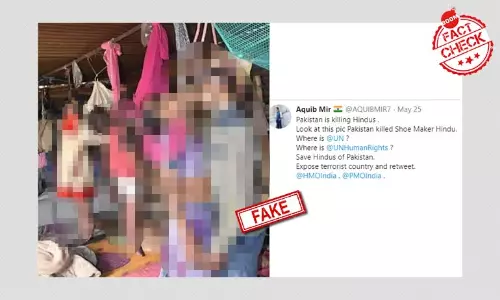 BOOM
FACT
CHECK
Aquib Mir 🇮🇳 @AQUIBMIR7 · May 25
Pakistan is killing Hindus .
Look at this pic Pakistan killed Shoe Maker Hindu.
Where is @UN ?
Where is @UNHumanRights ?
Save Hindus of Pakistan.
Expose terrorist country and retweet.
@HMOIndia . @PMOIndia .
FAKE